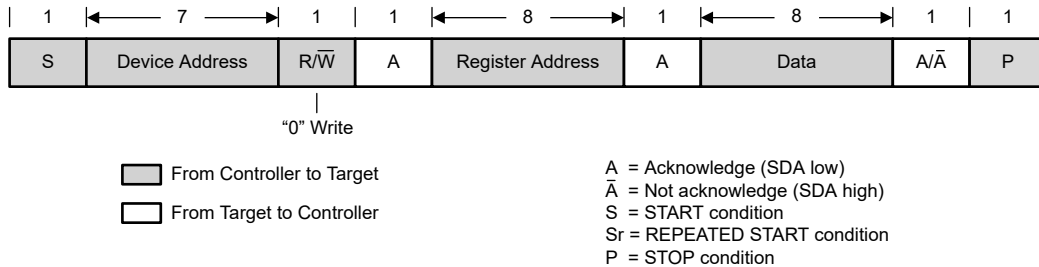 1 7 1 1 8 1 8 1 1
S Device Address R/W̅ A Register Address A Data A/A̅ P
“0” Write
From Controller to Target
From Target to Controller
A = Acknowledge (SDA low)
A̅ = Not acknowledge (SDA high)
S = START condition
Sr = REPEATED START condition
P = STOP condition